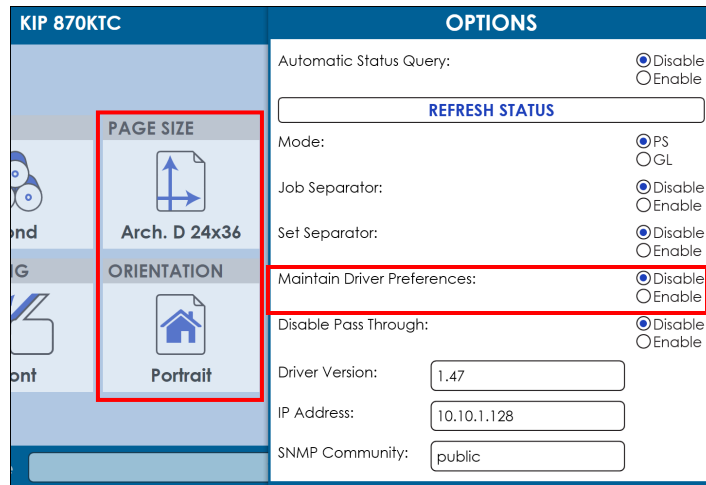 KIP 870KTC
PAGE SIZE
ond
Arch. D 24x36
G
ORIENTATION
ont
Portrait
OPTIONS
Automatic Status Query:
Disable
Enable
REFRESH STATUS
Mode:
PS
GL
Job Separator:
Disable
Enable
Set Separator:
Disable
Enable
Maintain Driver Preferences:
Disable
Enable
Disable Pass Through:
Disable
Enable
Driver Version:
1.47
IP Address:
10.10.1.128
SNMP Community:
public